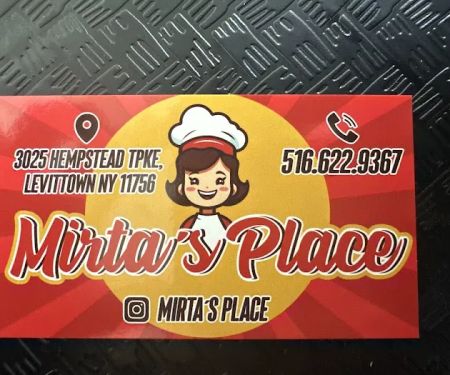 3025 HEMPSTEAD TPKE,
LEVITTOWN NY 11756
516.622.9367
Mirta´s Place
MIRTA´S PLACE